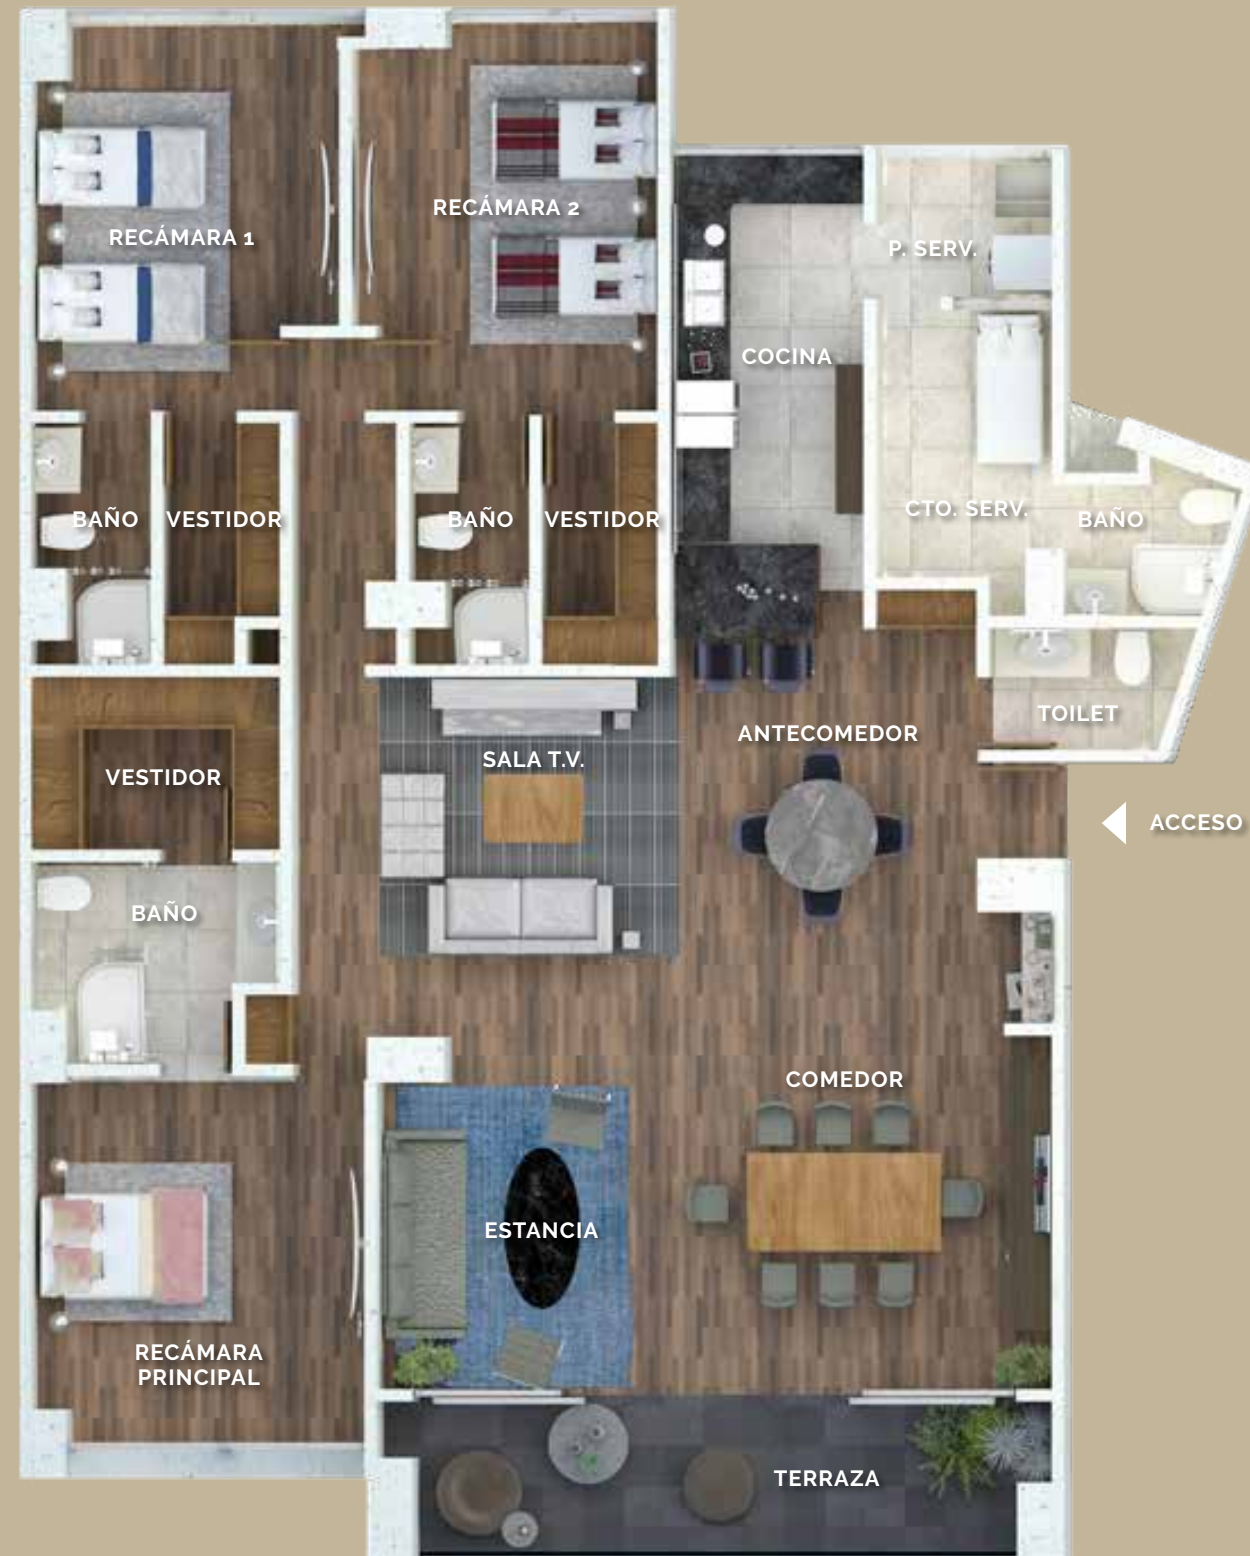 RECÁMARA 1
RECÁMARA 2
P. SERV.
COCINA
CTO. SERV.
BAÑO
BAÑO
VESTIDOR
BAÑO
VESTIDOR
TOILET
ANTECOMEDOR
SALA T.V.
VESTIDOR
ACCESO
BAÑO
COMEDOR
ESTANCIA
RECÁMARA
PRINCIPAL
TERRAZA